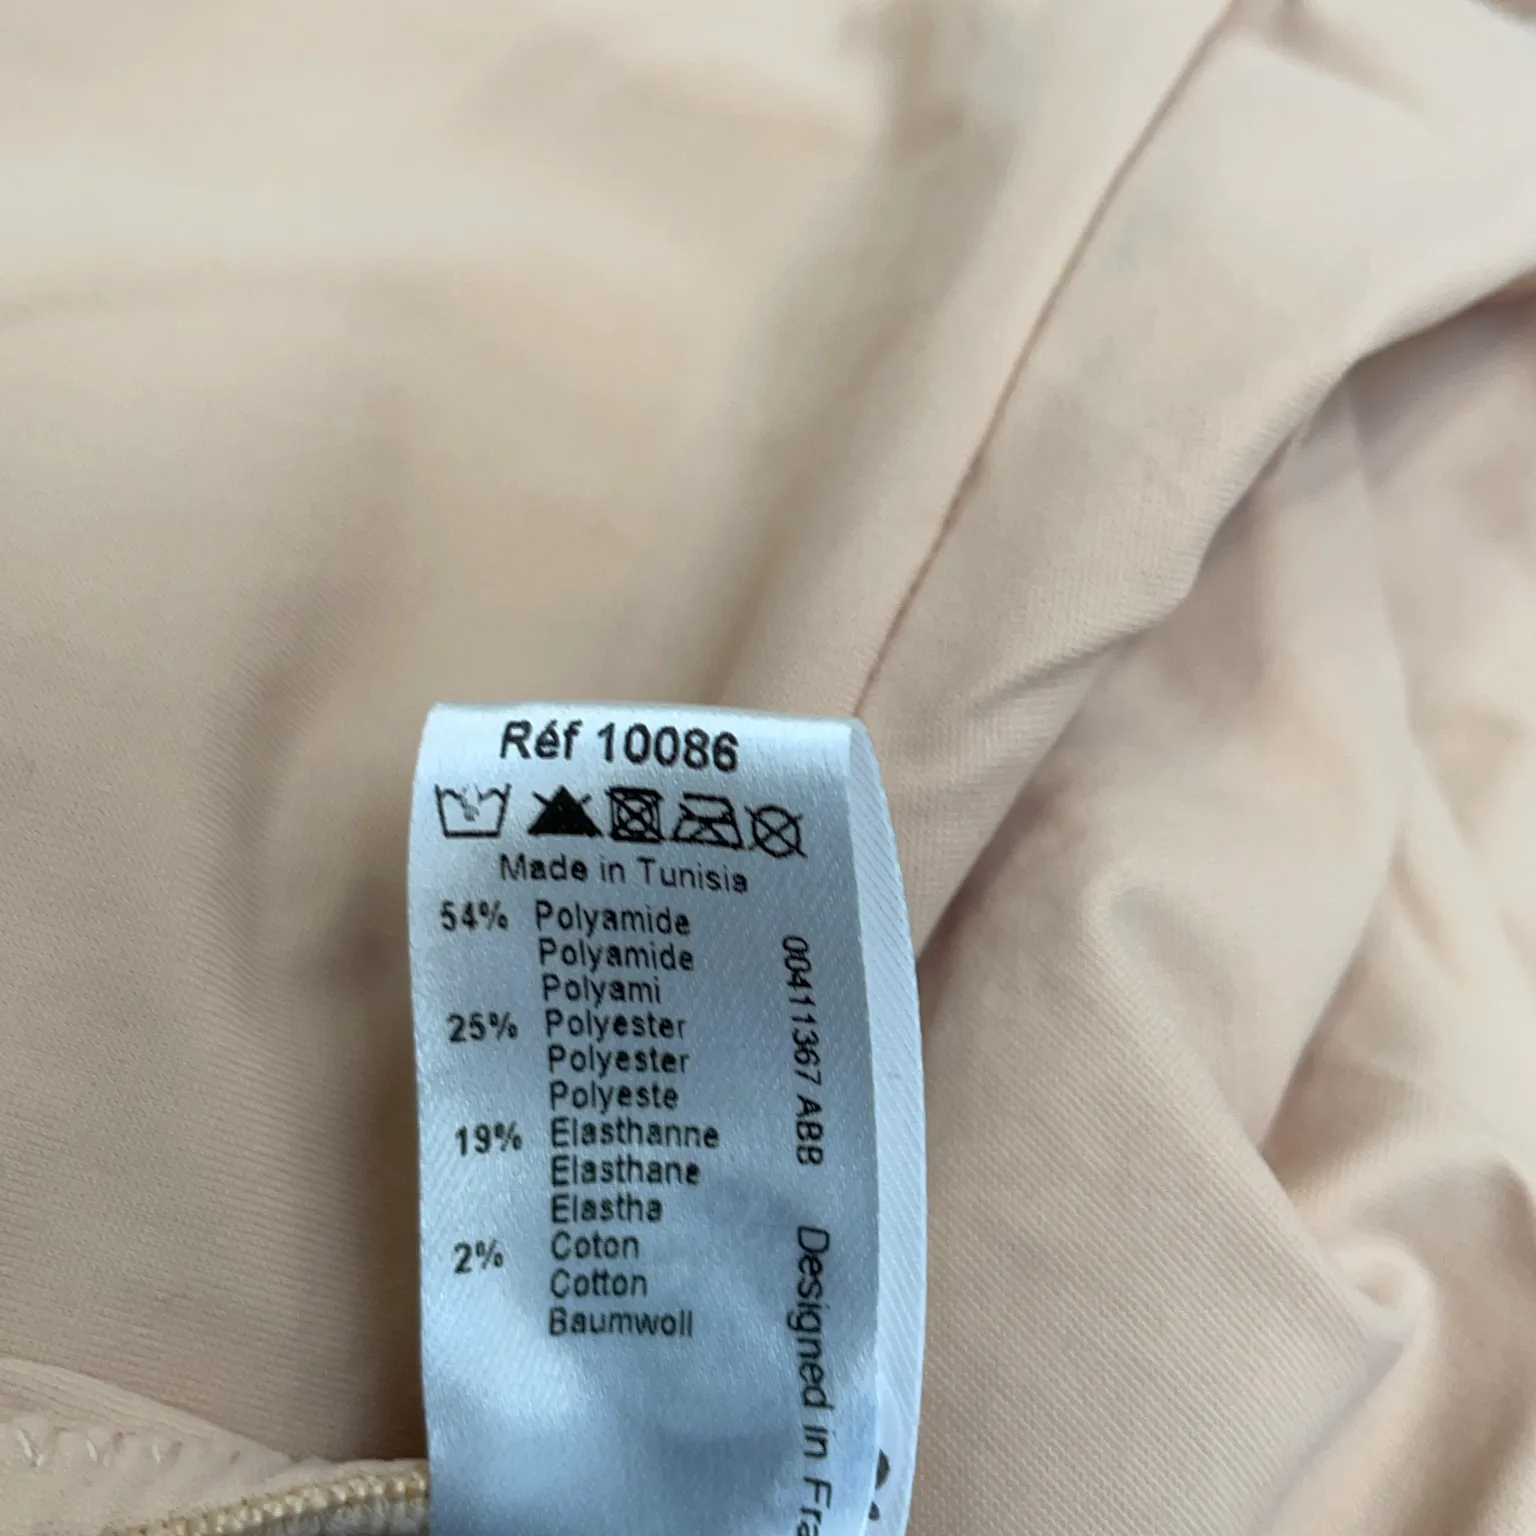 Réf 10086
Made in Tunisia
54% Polyamide
Polyamide
Polyami
25% Polyester
Polyester
Polyeste
19% Elasthanne
Elasthane
Elastha
2% Coton
Cotton
Baumwoll
00411367 ABB
Designed in Fra